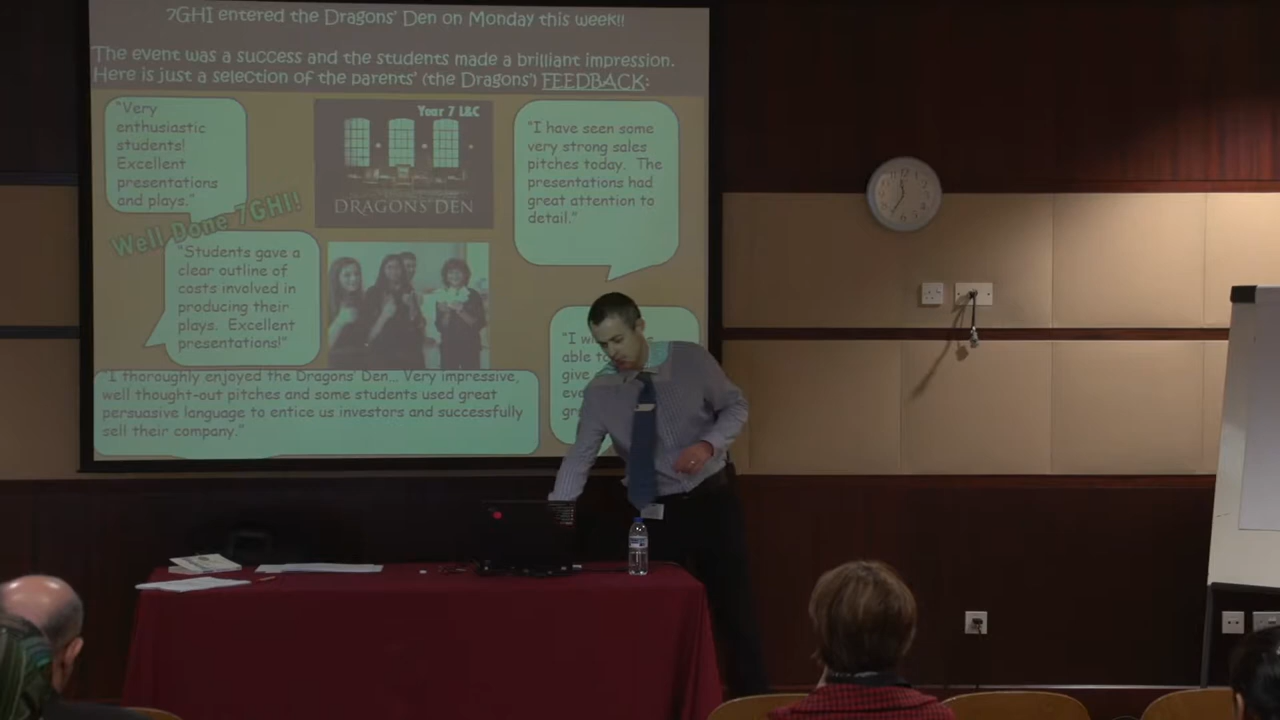 7GHI entered the Dragons' Den on Monday this week!!
The event was a success and the students made a brilliant impression.
Here is just a selection of the parents' (the Dragons') FEEDBACK:
"Very
enthusiastic
students!
Excellent
presentations
and plays."
Year 7 L&C
DRAGONS' DEN
"I have seen some
very strong sales
pitches today. The
presentations had
great attention to
detail."
Well Done 7GHI!
"Students gave a
clear outline of
costs involved in
producing their
plays. Excellent
presentations!"
"I
able to
give
"I thoroughly enjoyed the Dragons' Den... Very impressive,
well thought-out pitches and some students used great
persuasive language to entice us investors and successfully
sell their company."